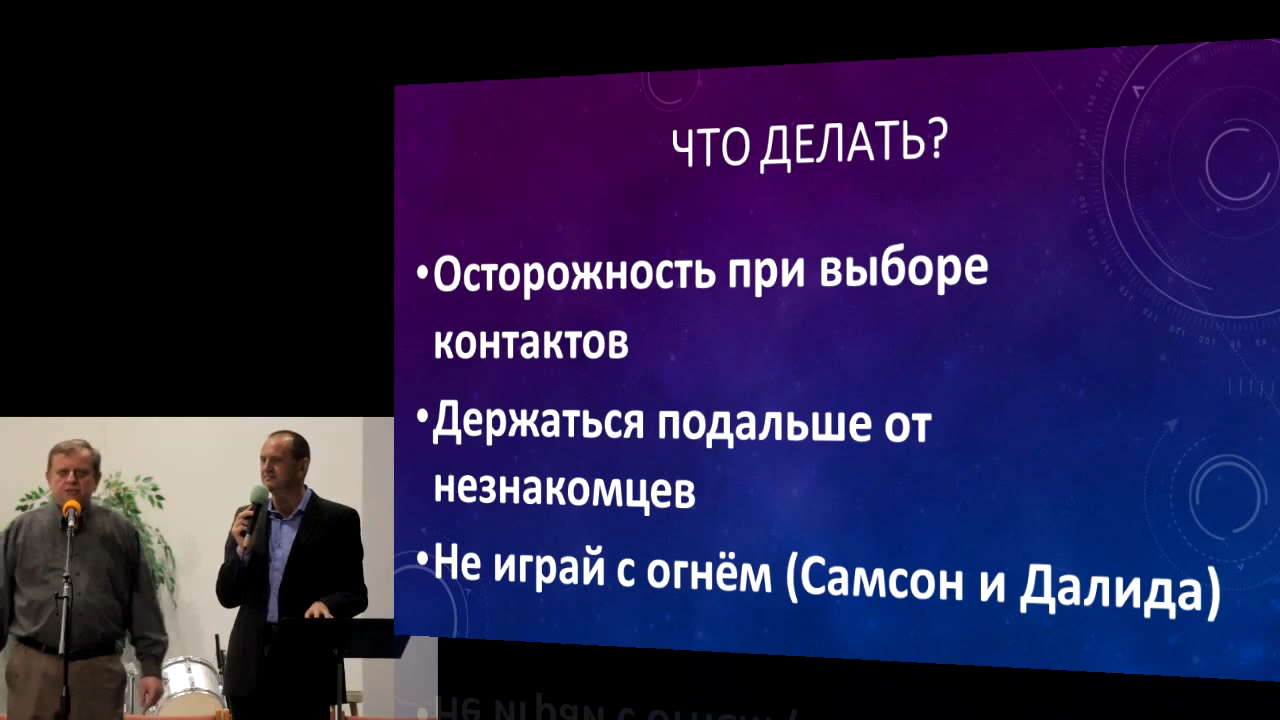 ЧТО ДЕЛАТЬ?
•Осторожность при выборе
контактов
•Держаться подальше от
незнакомцев
•Не играй с огнём (Самсон и Далида)